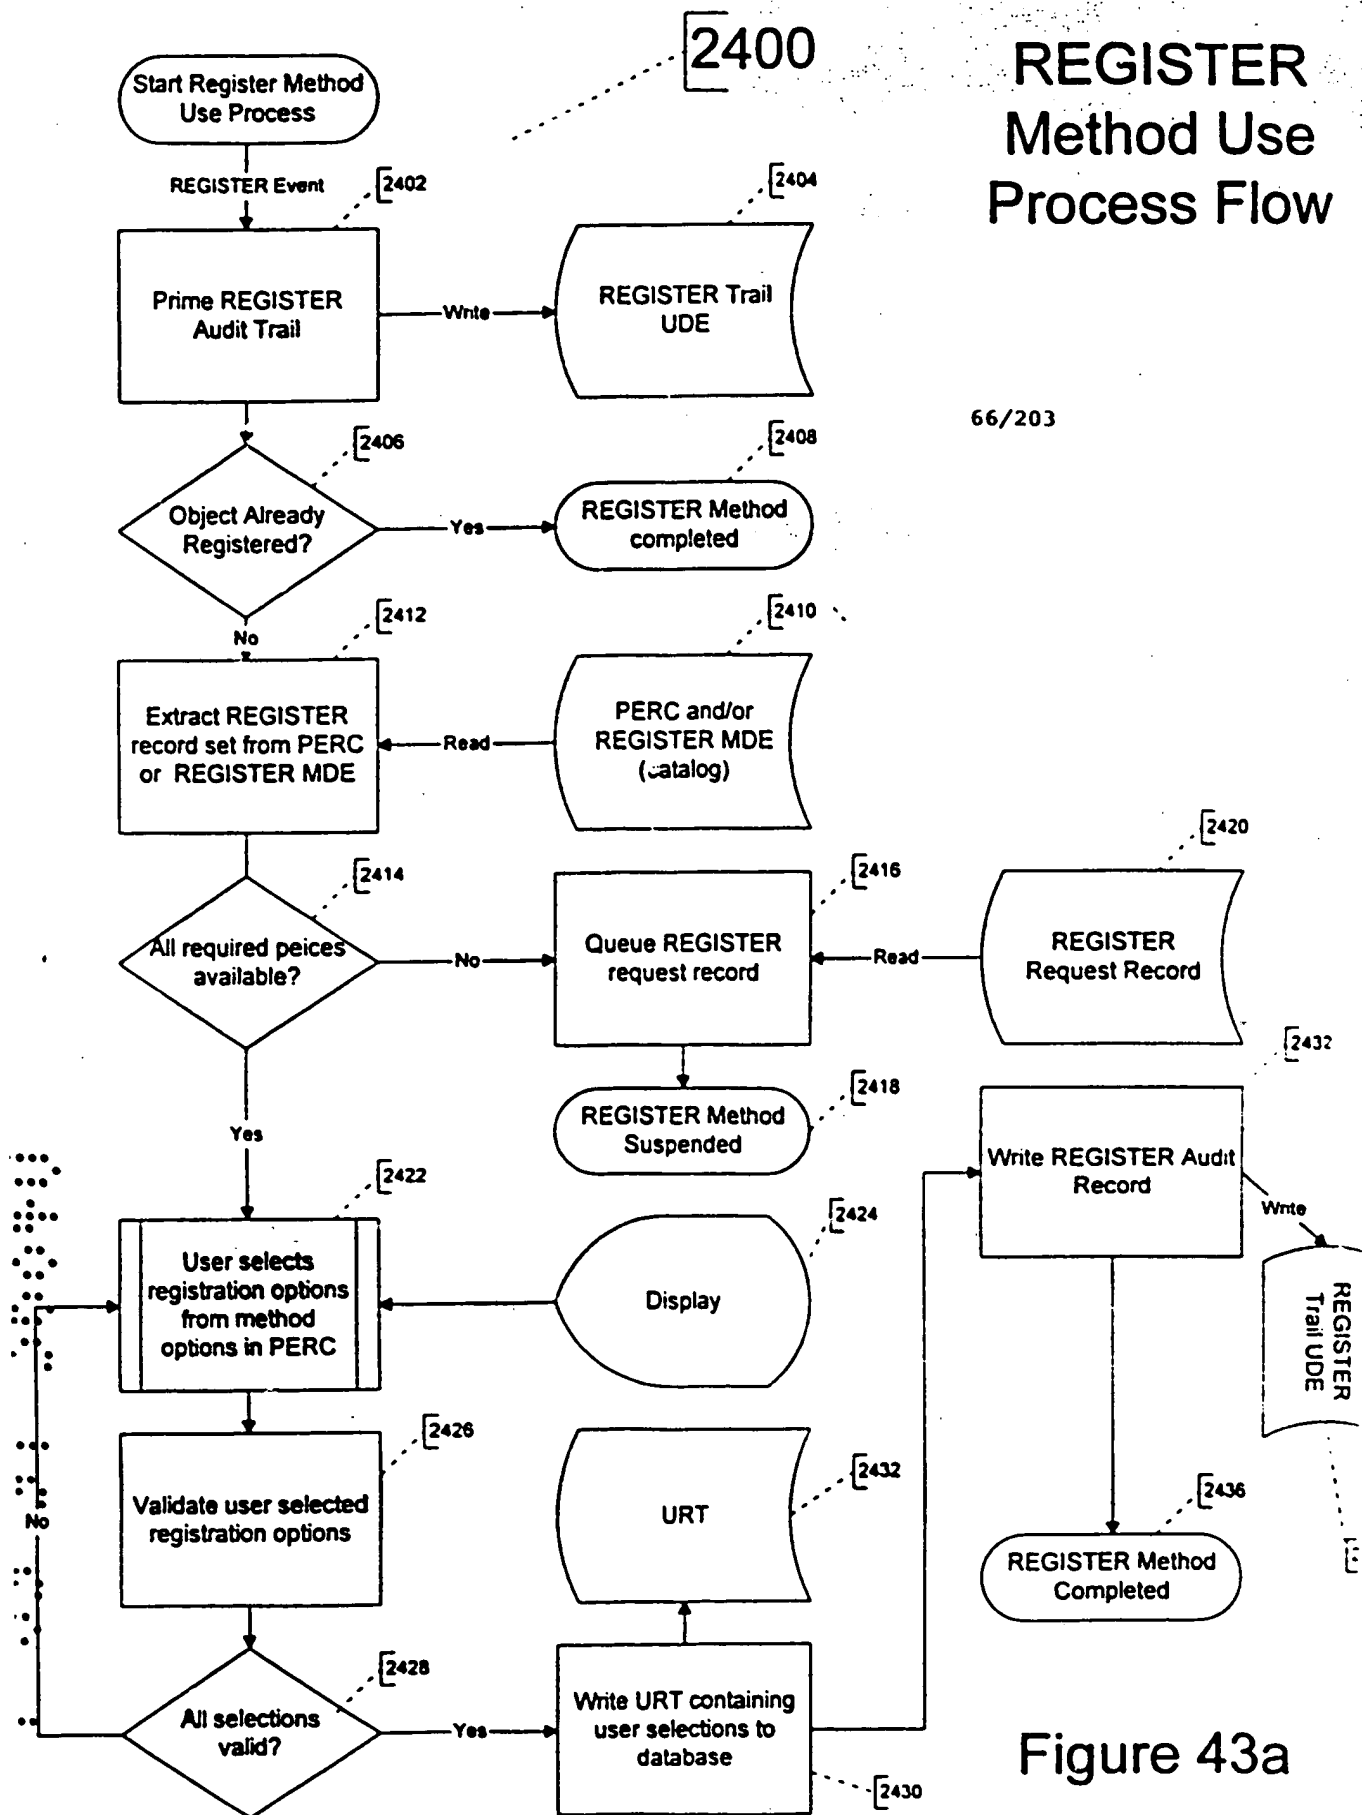 2400
REGISTER
Method Use
Process Flow
Start Register Method
Use Process
REGISTER Event
2402
2404
Prime REGISTER
Audit Trail
Write
REGISTER Trail
UDE
66/203
2406
2408
Object Already
Registered?
Yes
REGISTER Method
completed
No
2412
2410
Extract REGISTER
record set from PERC
or REGISTER MDE
Read
PERC and/or
REGISTER MDE
(catalog)
2414
2416
2420
All required peices
available?
No
Queue REGISTER
request record
Read
REGISTER
Request Record
2432
2418
REGISTER Method
Suspended
Yes
Write REGISTER Audit
Record
Write
2422
2424
User selects
registration options
from method
options in PERC
Display
REGISTER
Trail UDE
2426
2432
2436
Validate user selected
registration options
URT
No
REGISTER Method
Completed
2428
All selections
valid?
Yes
Write URT containing
user selections to
database
2430
Figure 43a